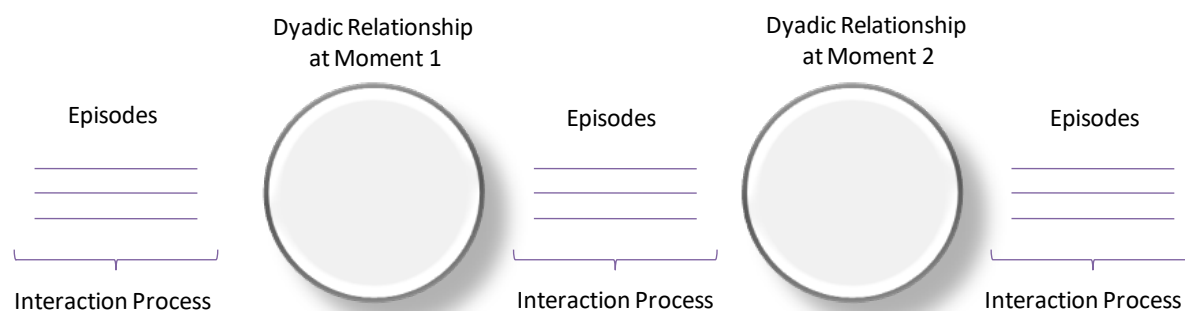 Dyadic Relationship
at Moment 1
Dyadic Relationship
at Moment 2
Episodes
Episodes
Episodes
Interaction Process
Interaction Process
Interaction Process